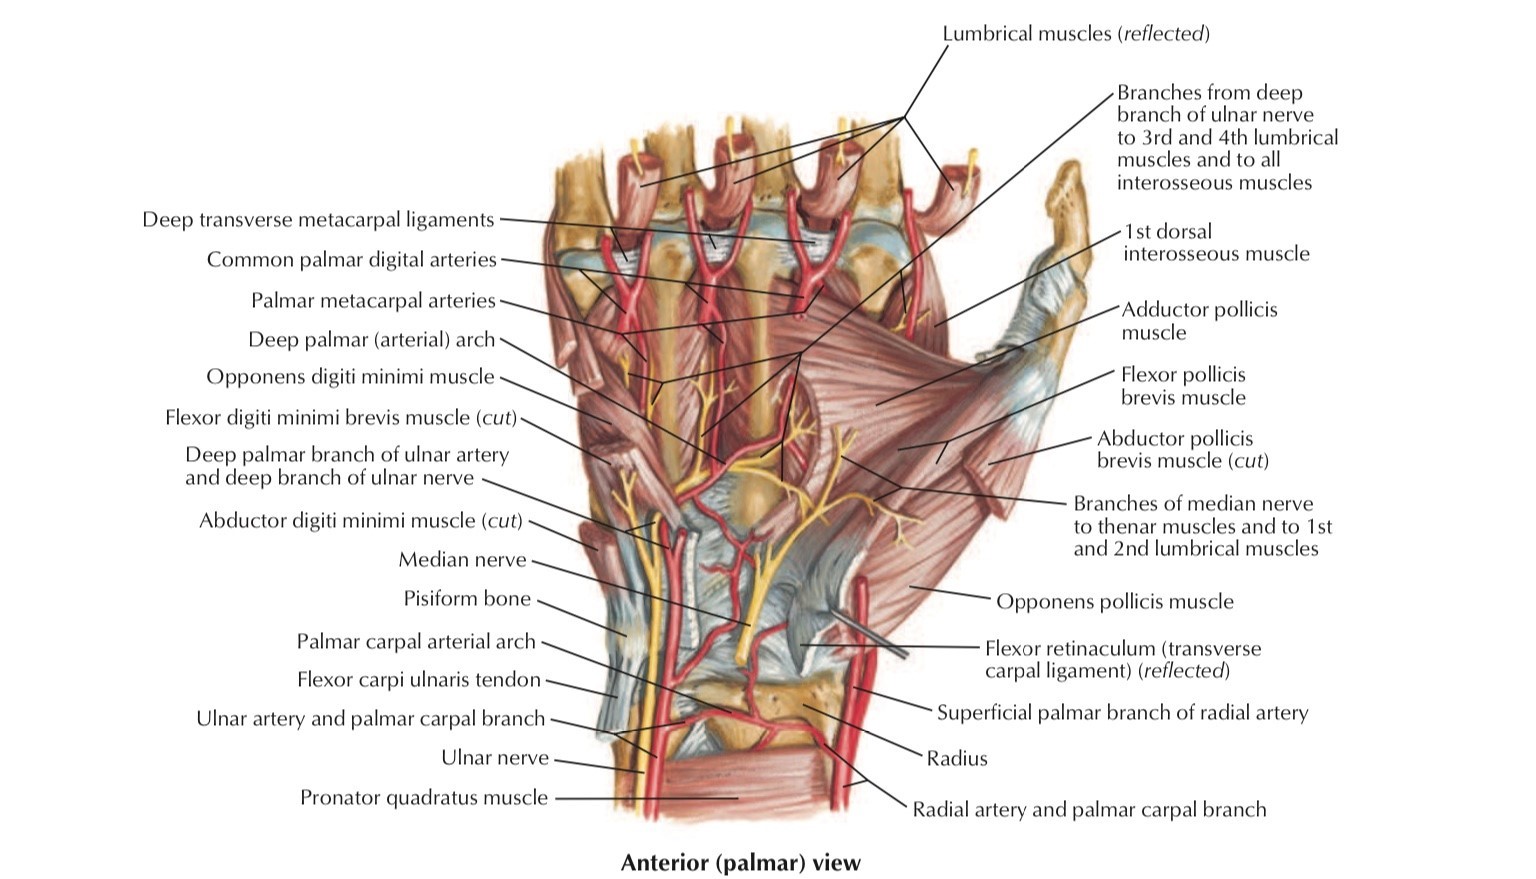 Lumbrical muscles (reflected)
Branches from deep
branch of ulnar nerve
to 3rd and 4th lumbrical
muscles and to all
interosseous muscles
1st dorsal
interosseous muscle
Adductor pollicis
muscle
Flexor pollicis
brevis muscle
Abductor pollicis
brevis muscle (cut)
Branches of median nerve
to thenar muscles and to 1st
and 2nd lumbrical muscles
Opponens pollicis muscle
Flexor retinaculum (transverse
carpal ligament) (reflected)
Superficial palmar branch of radial artery
Radius
Radial artery and palmar carpal branch
Deep transverse metacarpal ligaments
Common palmar digital arteries
Palmar metacarpal arteries
Deep palmar (arterial) arch
Opponens digiti minimi muscle
Flexor digiti minimi brevis muscle (cut)
Deep palmar branch of ulnar artery
and deep branch of ulnar nerve
Abductor digiti minimi muscle (cut)
Median nerve
Pisiform bone
Palmar carpal arterial arch
Flexor carpi ulnaris tendon
Ulnar artery and palmar carpal branch
Ulnar nerve
Pronator quadratus muscle
Anterior (palmar) view